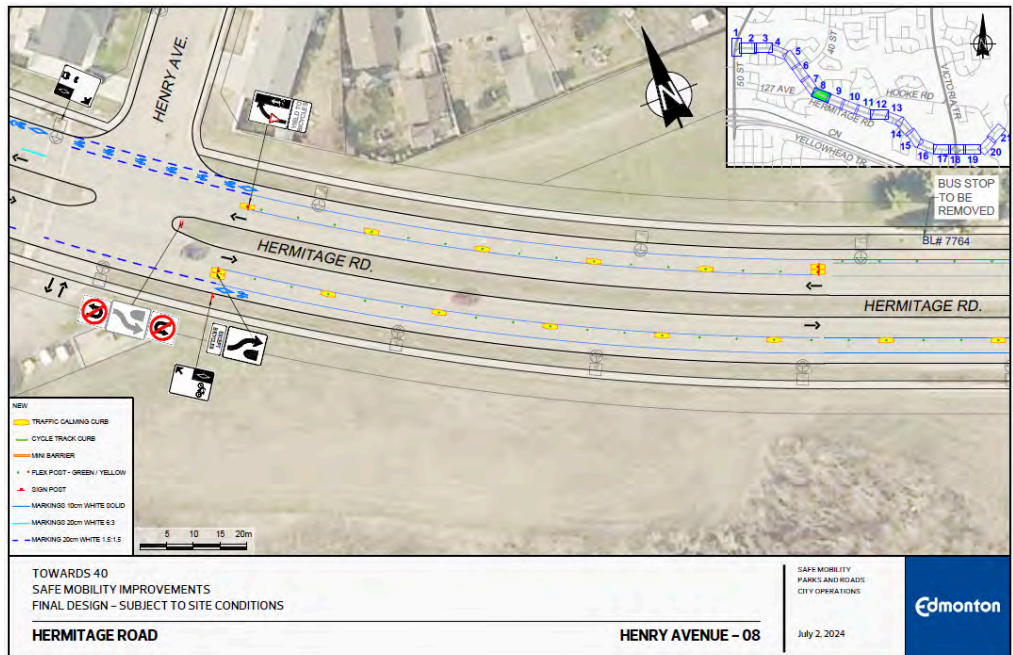 HENRY AVE.
YIELD TO
BICYCLES
HERMITAGE RD.
HERMITAGE RD.
BUS STOP
TO BE
REMOVED
BL# 7764
EXCEPT
BICYCLES
1
2
3
4
5
6
7
8
9
10
11
12
13
14
15
16
17
18
19
20
21
50 ST
40 ST
127 AVE
HOOKE RD
HERMITAGE RD
VICTORIA TR
CN
YELLOWHEAD TR
NEW
TRAFFIC CALMING CURB
CYCLE TRACK CURB
MINI BARRIER
FLEX POST - GREEN / YELLOW
SIGN POST
MARKINGS 10cm WHITE SOLID
MARKINGS 20cm WHITE 6:3
MARKING 20cm WHITE 1.5:1.5
5 10 15 20m
TOWARDS 40
SAFE MOBILITY IMPROVEMENTS
FINAL DESIGN – SUBJECT TO SITE CONDITIONS
HERMITAGE ROAD
HENRY AVENUE – 08
SAFE MOBILITY
PARKS AND ROADS
CITY OPERATIONS
July 2, 2024
Edmonton